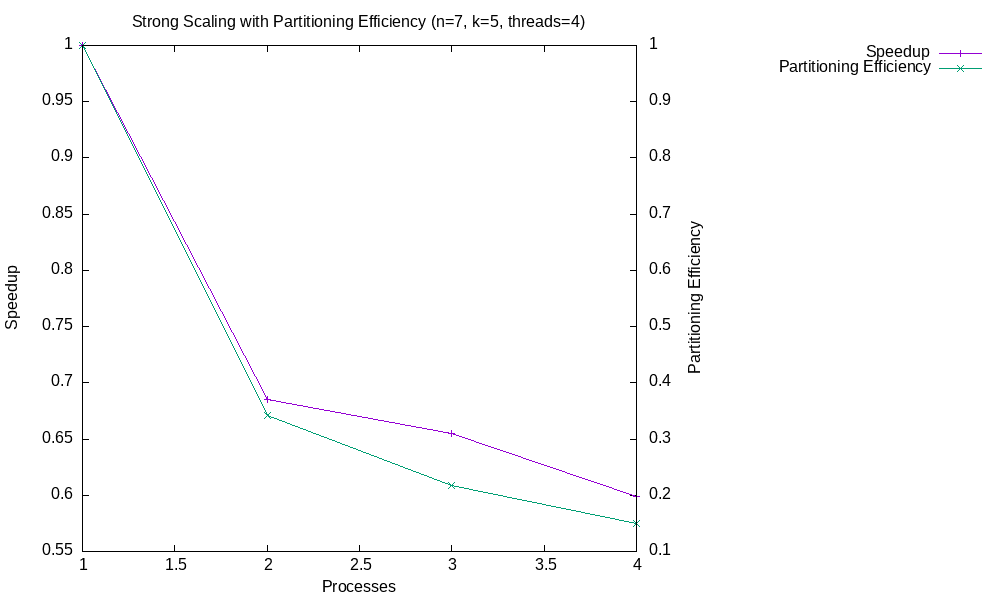 Strong Scaling with Partitioning Efficiency (n=7, k=5, threads=4)
Speedup
Partitioning Efficiency
1
0.95
0.9
0.85
0.8
0.75
0.7
0.65
0.6
0.55
1
0.9
0.8
0.7
0.6
0.5
0.4
0.3
0.2
0.1
1 1.5 2 2.5 3 3.5 4
Processes
Speedup
Partitioning Efficiency